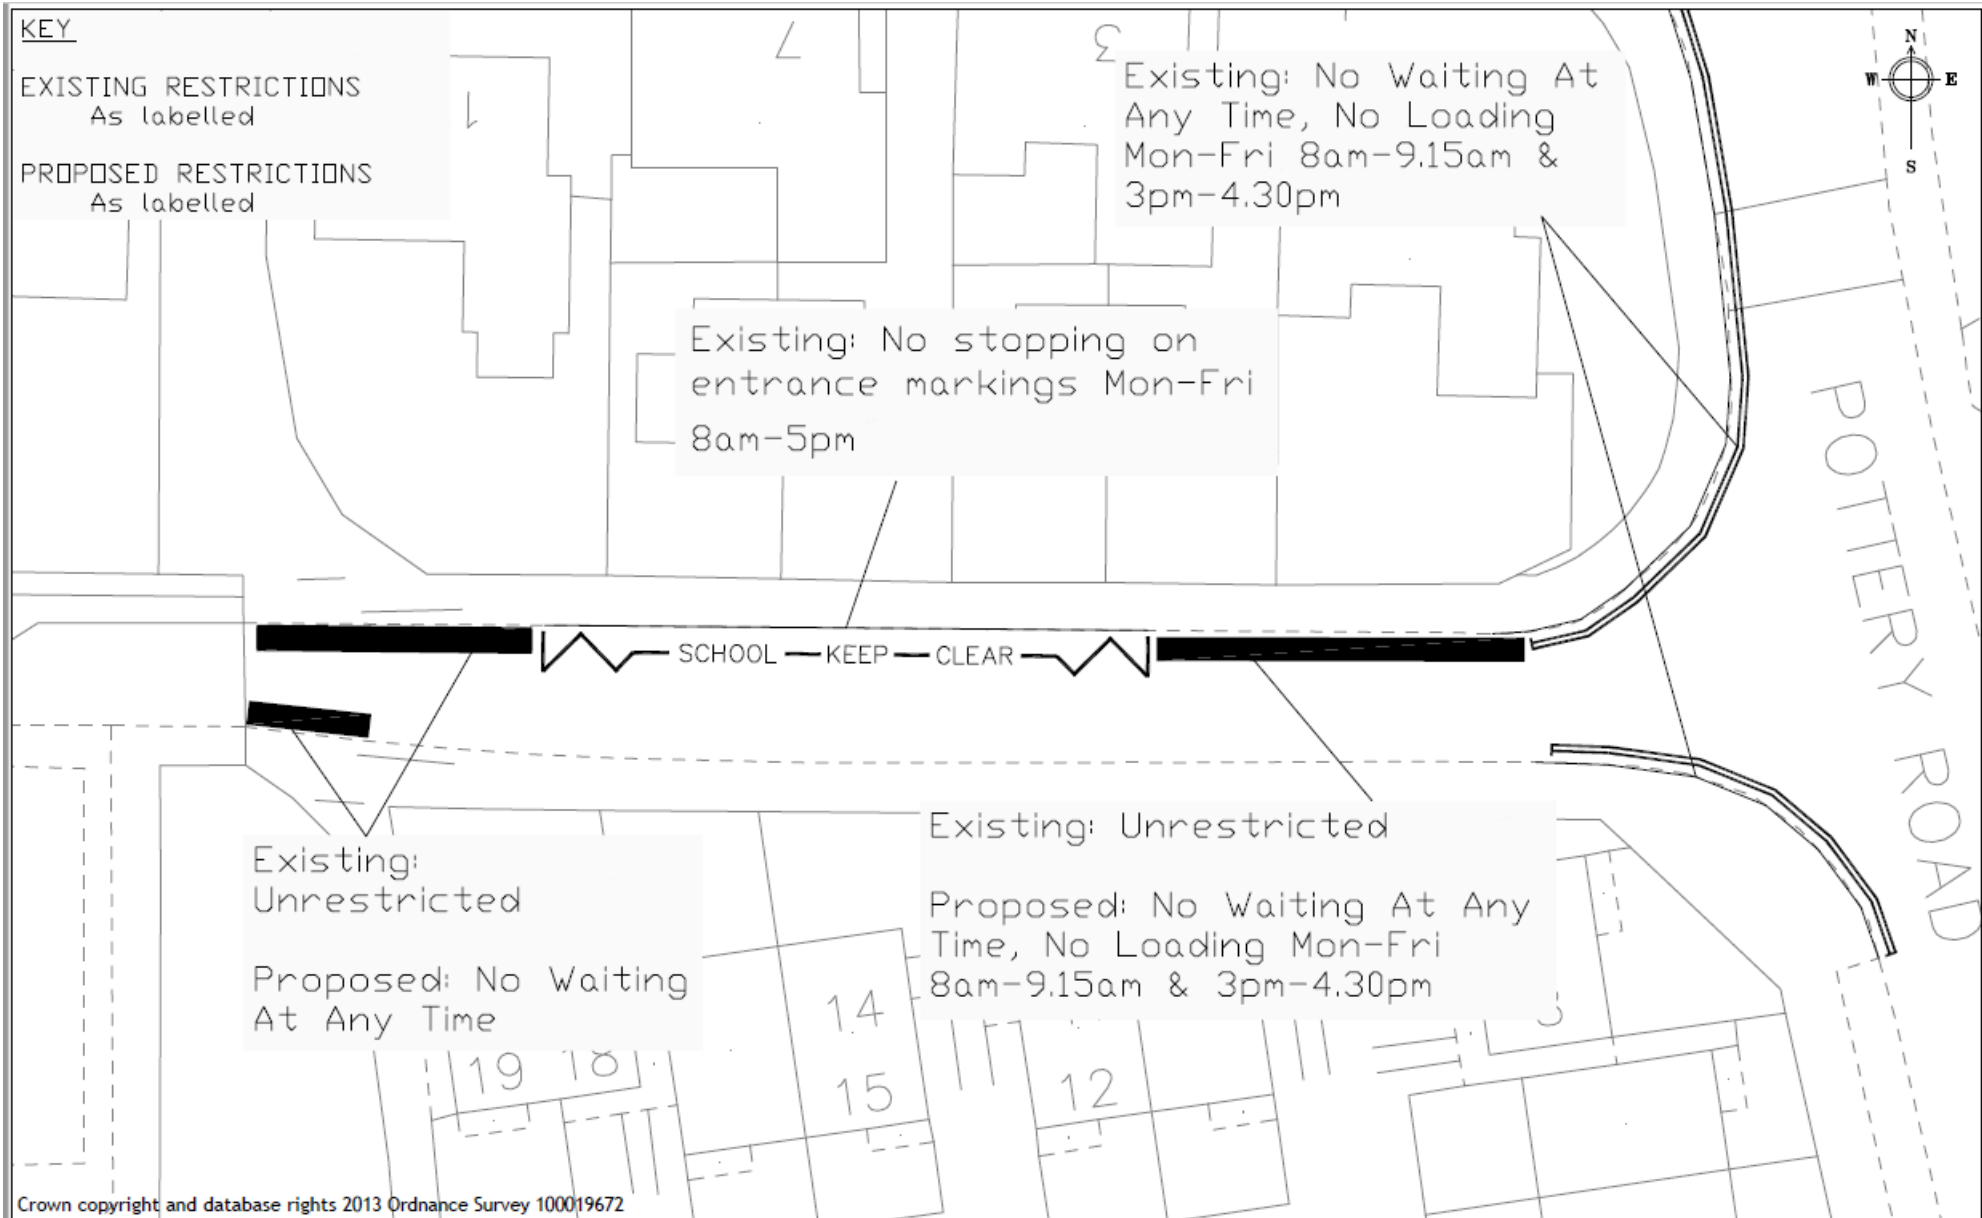 KEY
EXISTING RESTRICTIONS
As labelled
PROPOSED RESTRICTIONS
As labelled
1
7
3
Existing: No Waiting At
Any Time, No Loading
Mon-Fri 8am-9.15am &
3pm-4.30pm
N
W E
S
Existing: No stopping on
entrance markings Mon-Fri
8am-5pm
POTTERY ROAD
SCHOOL KEEP CLEAR
Existing:
Unrestricted
Proposed: No Waiting
At Any Time
Existing: Unrestricted
Proposed: No Waiting At Any
Time, No Loading Mon-Fri
8am-9.15am & 3pm-4.30pm
14
19 18
15
12
Crown copyright and database rights 2013 Ordnance Survey 100019672